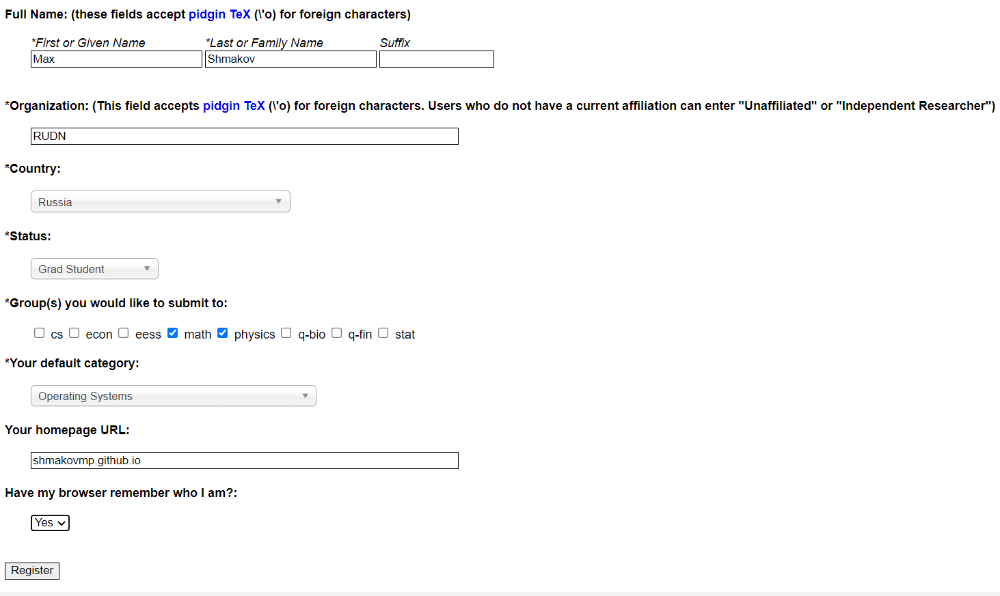 Full Name: (these fields accept pidgin TeX (\'o) for foreign characters)
*First or Given Name *Last or Family Name Suffix
Max Shmakov
*Organization: (This field accepts pidgin TeX (\'o) for foreign characters. Users who do not have a current affiliation can enter "Unaffiliated" or "Independent Researcher")
RUDN
*Country:
Russia
*Status:
Grad Student
*Group(s) you would like to submit to:
cs econ eess math physics q-bio q-fin stat
*Your default category:
Operating Systems
Your homepage URL:
shmakovmp.github.io
Have my browser remember who I am?:
Yes
Register